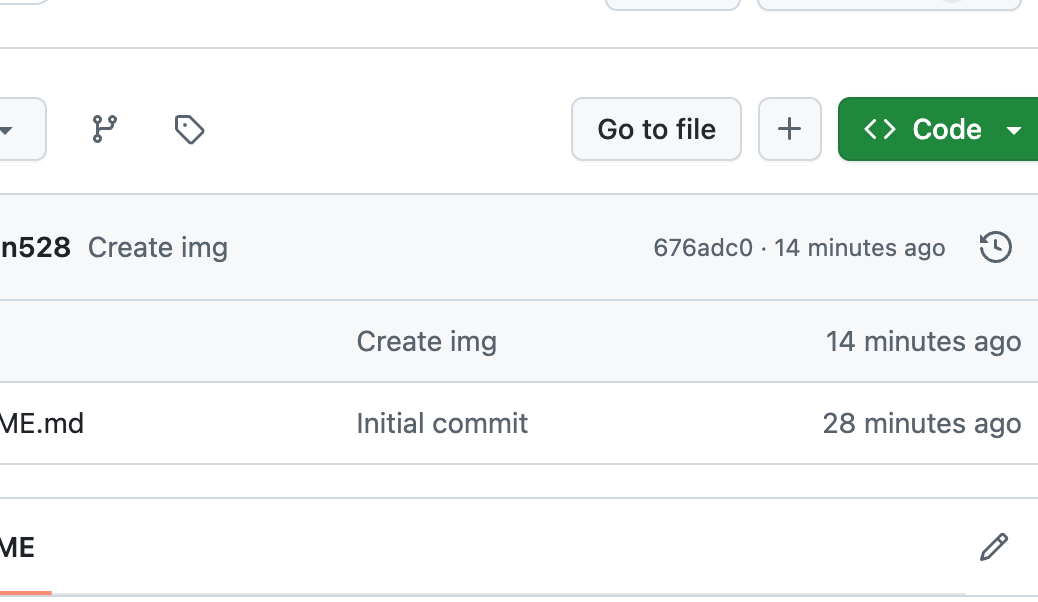 Go to file
Code
n528 Create img 676adc0 · 14 minutes ago
Create img 14 minutes ago
ME.md Initial commit 28 minutes ago
ME